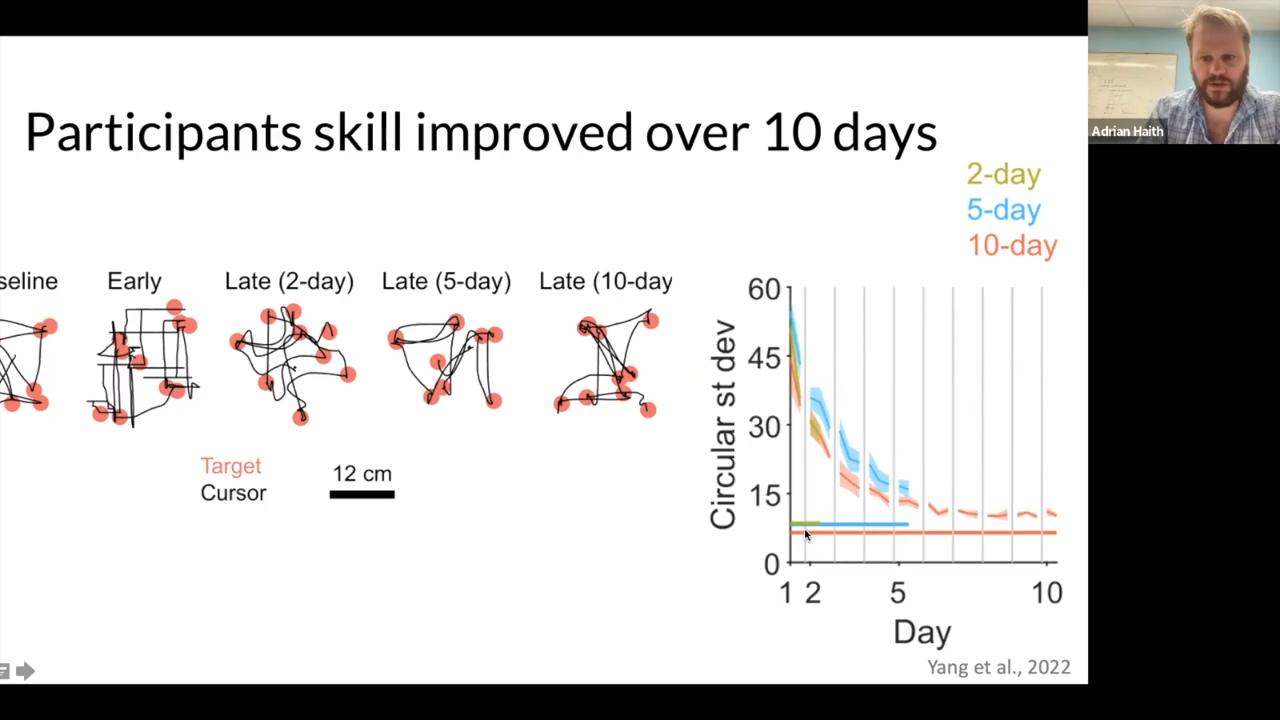 Participants skill improved over 10 days
Adrian Haith
2-day
5-day
10-day
seline
Early
Late (2-day)
Late (5-day)
Late (10-day
Target
Cursor
12 cm
Circular st dev
60
45
30
15
0
1 2 5 10
Day
Yang et al., 2022